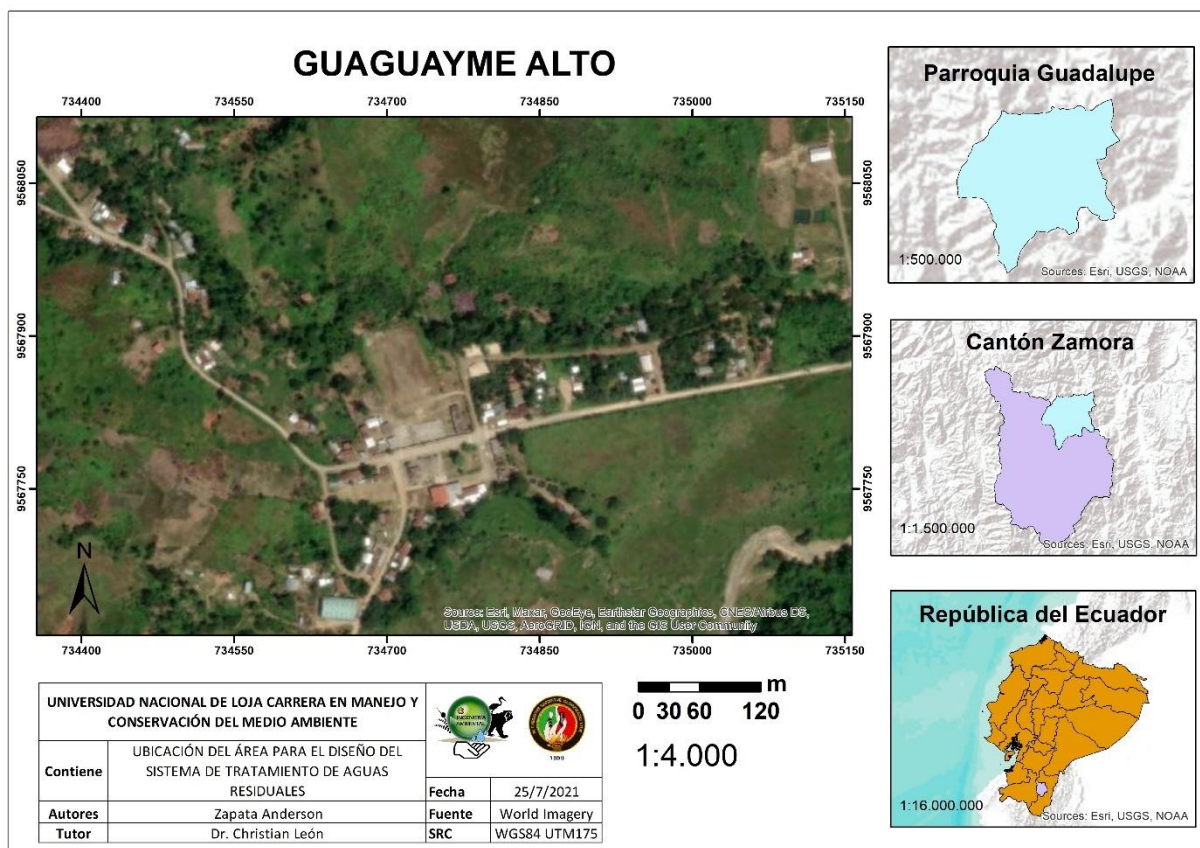 GUAGUAYME ALTO
734400 734550 734700 734850 735000 735150
9568050 9568050
9567900 9567900
9567750 9567750
N
Source: Esri, Maxar, GeoEye, Earthstar Geographics, CNES/Airbus DS,
USDA, USGS, AeroGRID, IGN, and the GIS User Community
734400 734550 734700 734850 735000 735150
Parroquia Guadalupe
1:500.000
Sources: Esri, USGS, NOAA
Cantón Zamora
1:1.500.000
Sources: Esri, USGS, NOAA
República del Ecuador
1:16.000.000
Sources: Esri, USGS, NOAA
UNIVERSIDAD NACIONAL DE LOJA CARRERA EN MANEJO Y
CONSERVACIÓN DEL MEDIO AMBIENTE
Contiene
UBICACIÓN DEL ÁREA PARA EL DISEÑO DEL
SISTEMA DE TRATAMIENTO DE AGUAS
RESIDUALES
Autores Zapata Anderson
Tutor Dr. Christian León
INGENIERÍA
AMBIENTAL
1859
Fecha 25/7/2021
Fuente World Imagery
SRC WGS84 UTM17S
m
0 30 60 120
1:4.000